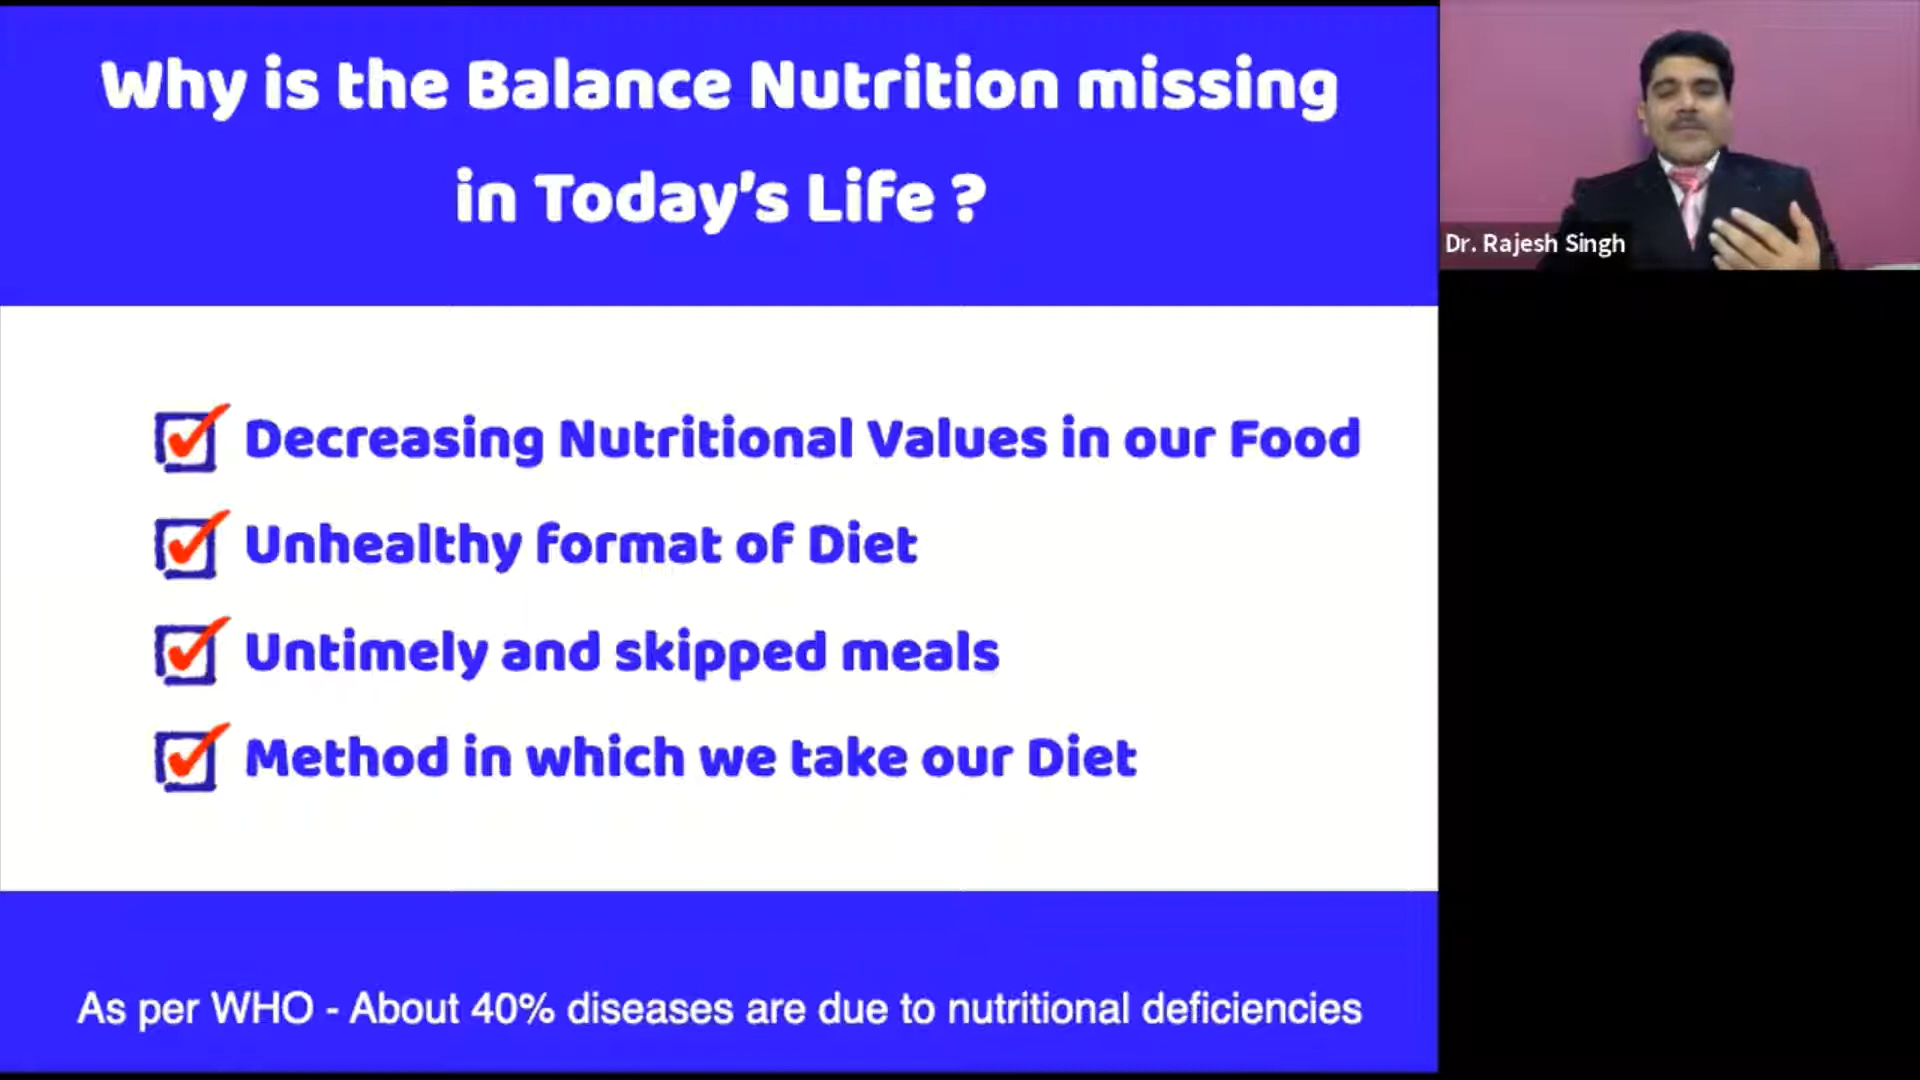 Why is the Balance Nutrition missing
in Today's Life ?
Dr. Rajesh Singh
Decreasing Nutritional Values in our Food
Unhealthy format of Diet
Untimely and skipped meals
Method in which we take our Diet
As per WHO - About 40% diseases are due to nutritional deficiencies